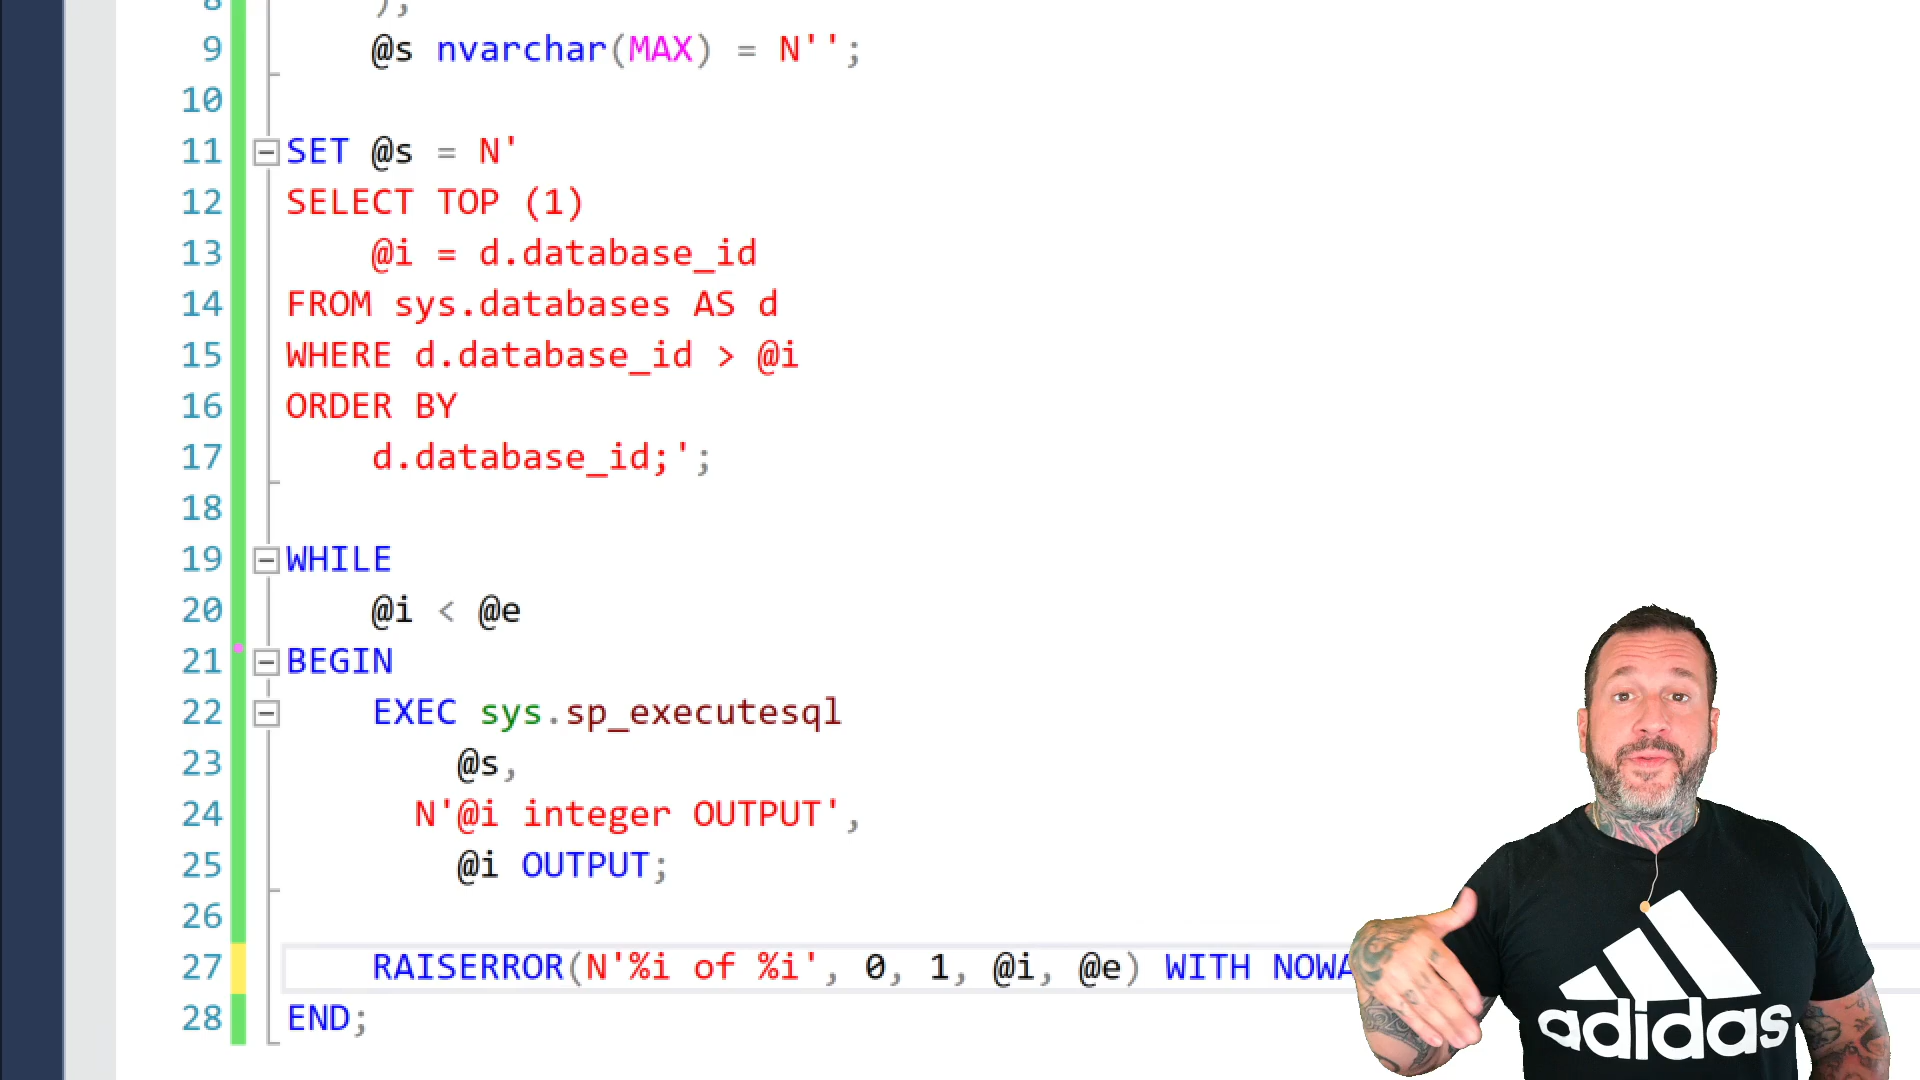 8 );
9 @s nvarchar(MAX) = N'';
10
11 SET @s = N'
12 SELECT TOP (1)
13 @i = d.database_id
14 FROM sys.databases AS d
15 WHERE d.database_id > @i
16 ORDER BY
17 d.database_id;';
18
19 WHILE
20 @i < @e
21 BEGIN
22 EXEC sys.sp_executesql
23 @s,
24 N'@i integer OUTPUT',
25 @i OUTPUT;
26
27 RAISERROR(N'%i of %i', 0, 1, @i, @e) WITH NOWA
28 END;
adidas